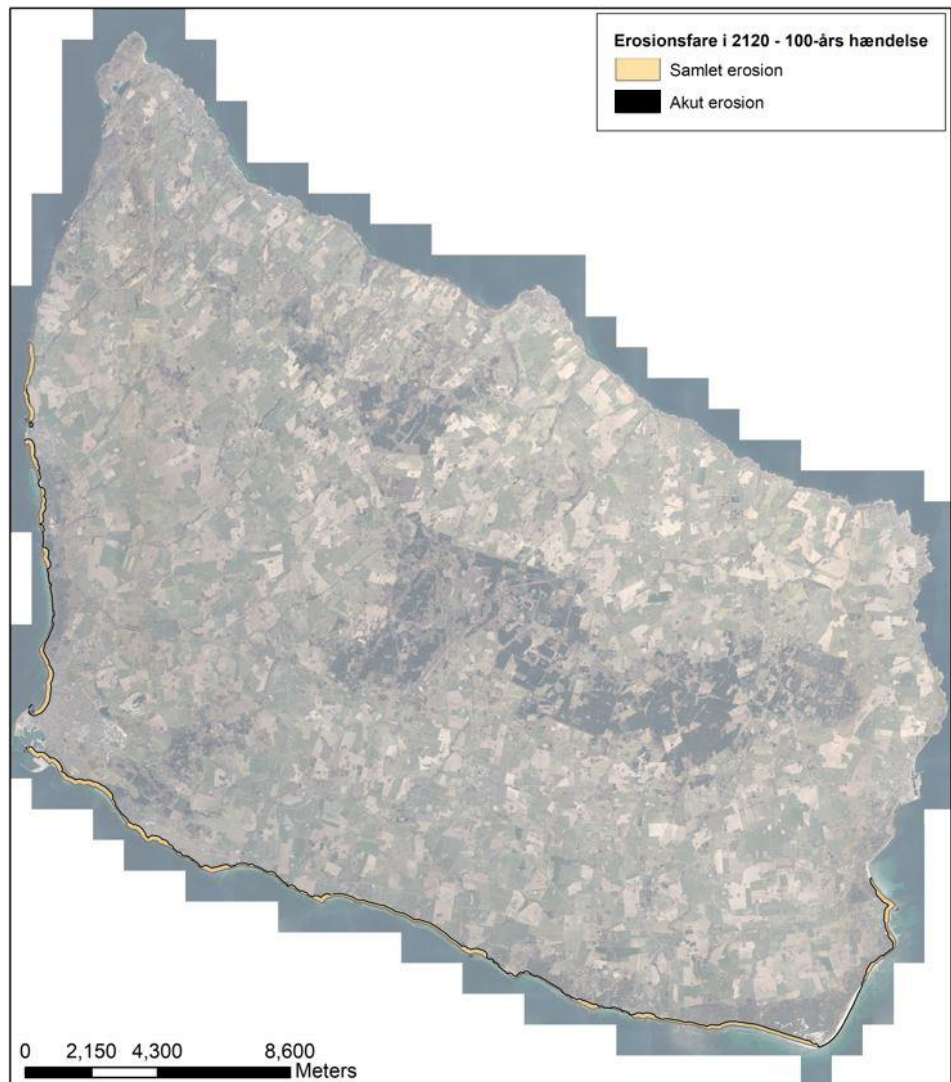 Erosionsfare i 2120 - 100-års hændelse
Samlet erosion
Akut erosion
0 2,150 4,300 8,600
Meters